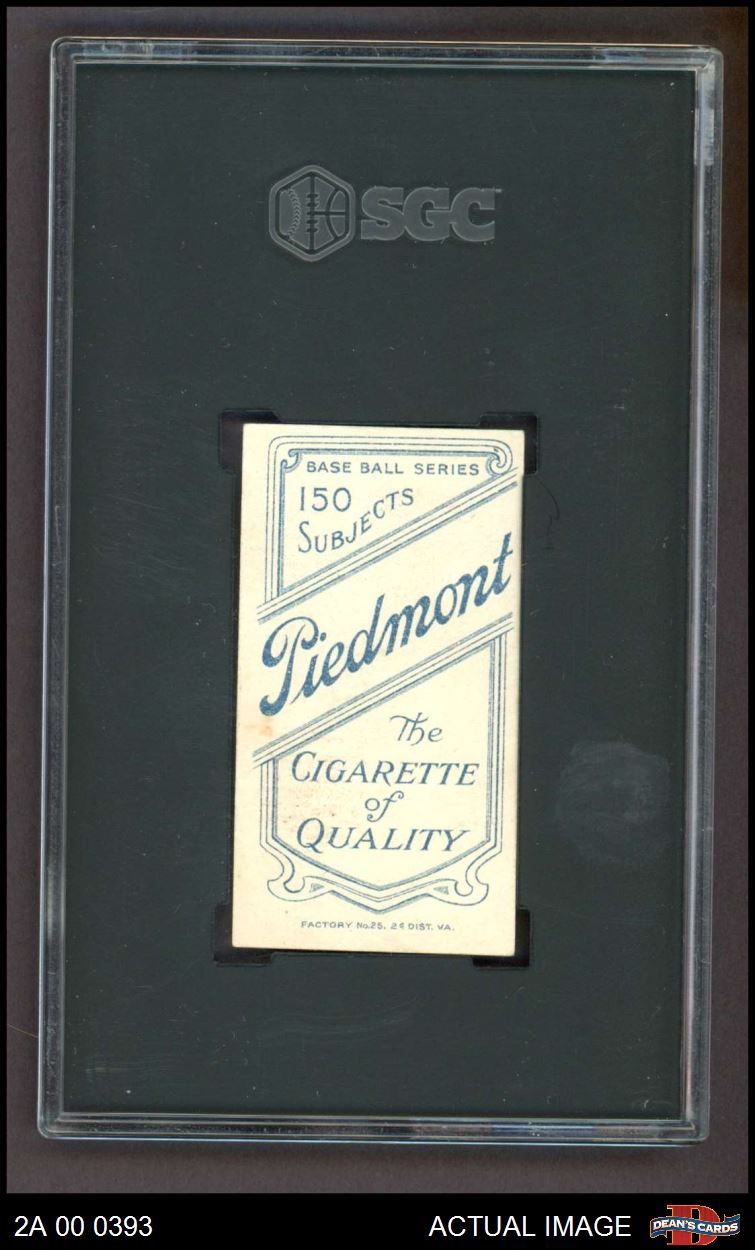 SGC
BASE BALL SERIES
150
SUBJECTS
Piedmont
The
CIGARETTE
of
QUALITY
FACTORY No.25. 2d DIST. VA.
2A 00 0393
ACTUAL IMAGE
DEAN'S CARDS